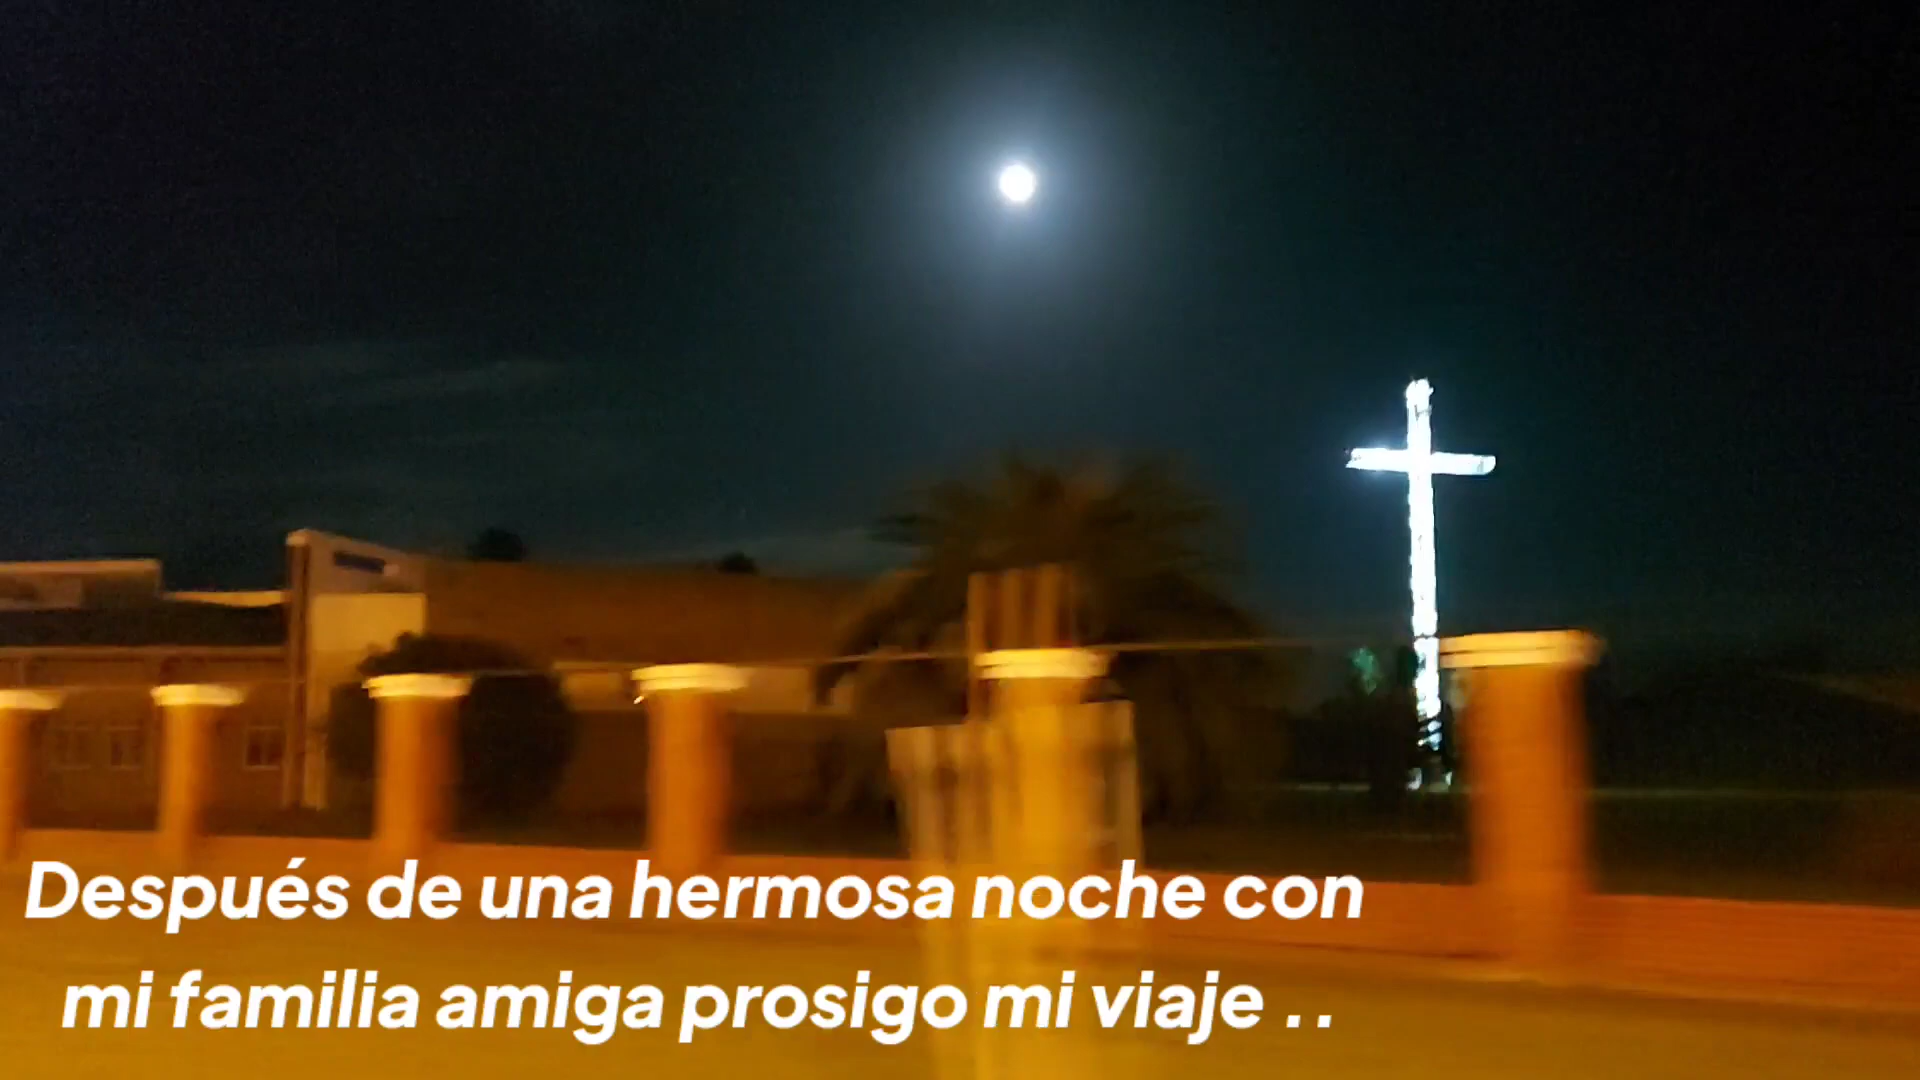 Después de una hermosa noche con
mi familia amiga prosigo mi viaje . .